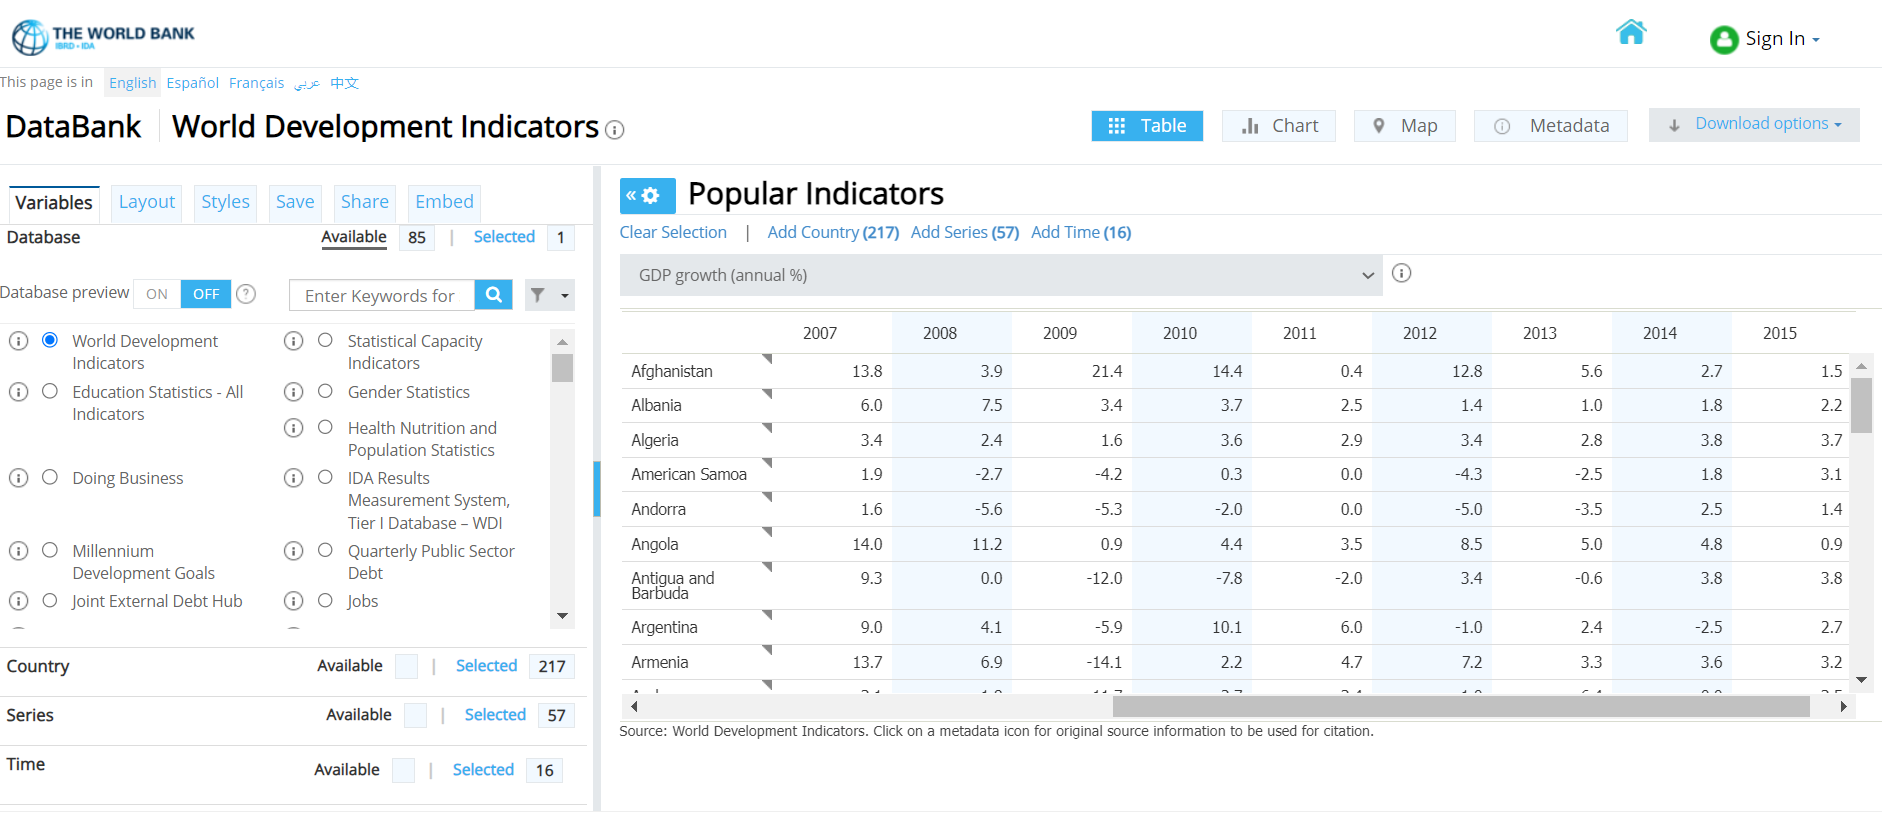 THE WORLD BANK
IBRD • IDA
Sign In
This page is in English Español Français عربي 中文
DataBank World Development Indicators
Table Chart Map Metadata Download options
Variables Layout Styles Save Share Embed
Database Available 85 | Selected 1
Database preview ON OFF ? Enter Keywords for
World Development Indicators
Statistical Capacity Indicators
Education Statistics - All Indicators
Gender Statistics
Health Nutrition and Population Statistics
Doing Business
IDA Results Measurement System, Tier I Database – WDI
Millennium Development Goals
Quarterly Public Sector Debt
Joint External Debt Hub
Jobs
Country Available | Selected 217
Series Available | Selected 57
Time Available | Selected 16
« Popular Indicators
Clear Selection | Add Country (217) Add Series (57) Add Time (16)
GDP growth (annual %)
2007 2008 2009 2010 2011 2012 2013 2014 2015
Afghanistan 13.8 3.9 21.4 14.4 0.4 12.8 5.6 2.7 1.5
Albania 6.0 7.5 3.4 3.7 2.5 1.4 1.0 1.8 2.2
Algeria 3.4 2.4 1.6 3.6 2.9 3.4 2.8 3.8 3.7
American Samoa 1.9 -2.7 -4.2 0.3 0.0 -4.3 -2.5 1.8 3.1
Andorra 1.6 -5.6 -5.3 -2.0 0.0 -5.0 -3.5 2.5 1.4
Angola 14.0 11.2 0.9 4.4 3.5 8.5 5.0 4.8 0.9
Antigua and Barbuda 9.3 0.0 -12.0 -7.8 -2.0 3.4 -0.6 3.8 3.8
Argentina 9.0 4.1 -5.9 10.1 6.0 -1.0 2.4 -2.5 2.7
Armenia 13.7 6.9 -14.1 2.2 4.7 7.2 3.3 3.6 3.2
Source: World Development Indicators. Click on a metadata icon for original source information to be used for citation.